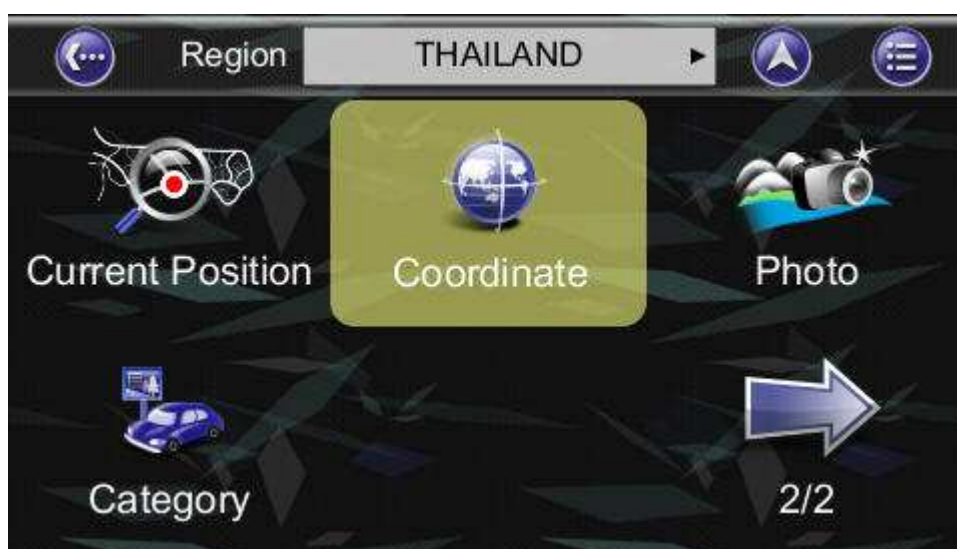 Region THAILAND
Current Position Coordinate Photo
Category 2/2